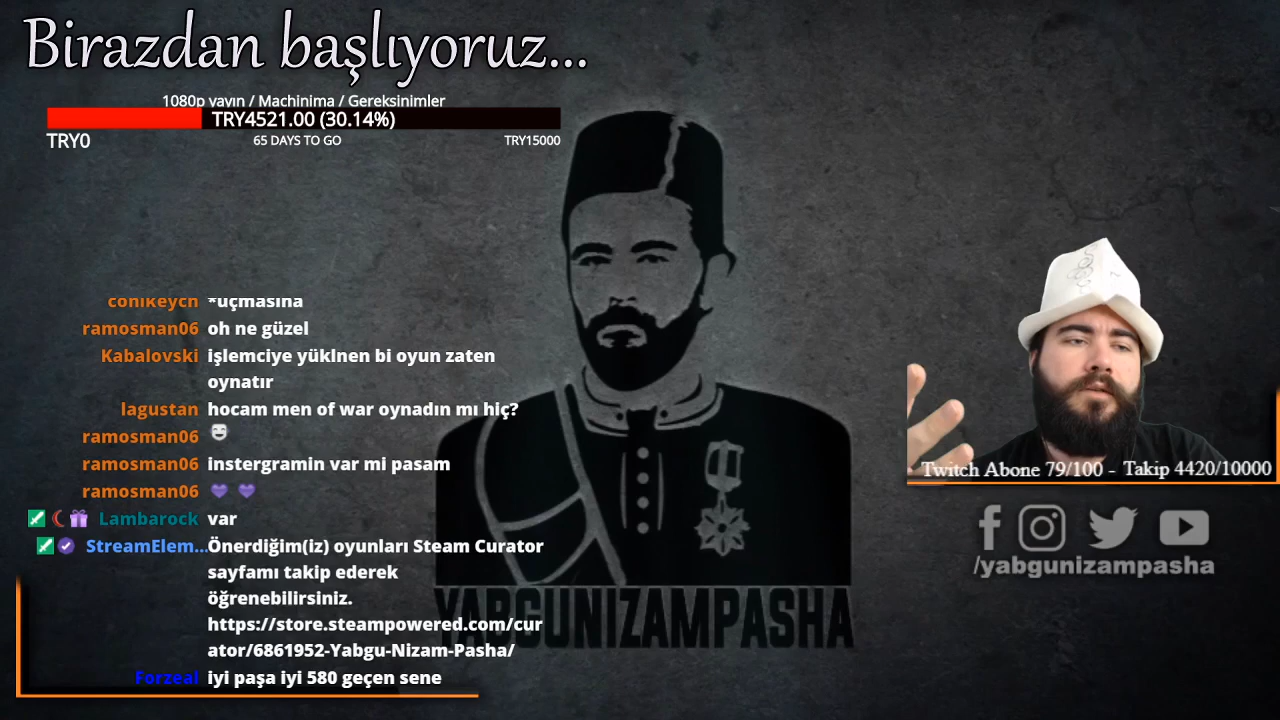 Birazdan başlıyoruz...
1080p yayın / Machinima / Gereksinimler
TRY4521.00 (30.14%)
TRY0 65 DAYS TO GO TRY15000
conikeycn *uçmasına
ramosman06 oh ne güzel
Kabalovski işlemciye yüklnen bi oyun zaten
oynatır
lagustan hocam men of war oynadın mı hiç?
ramosman06
ramosman06 instergramin var mi pasam
ramosman06
Lambarock var
StreamElem... Önerdiğim(iz) oyunları Steam Curator
sayfamı takip ederek
öğrenebilirsiniz.
https://store.steampowered.com/cur
ator/6861952-Yabgu-Nizam-Pasha/
Forzeal iyi paşa iyi 580 geçen sene
YABGUNIZAMPASHA
Twitch Abone 79/100 - Takip 4420/10000
/yabgunizampasha